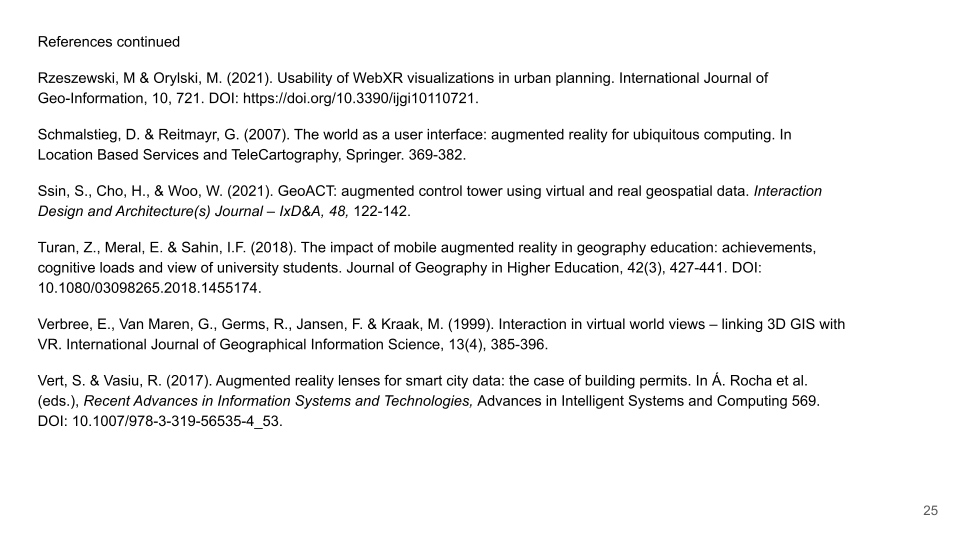 References continued
Rzeszewski, M & Orylski, M. (2021). Usability of WebXR visualizations in urban planning. International Journal of
Geo-Information, 10, 721. DOI: https://doi.org/10.3390/ijgi10110721.
Schmalstieg, D. & Reitmayr, G. (2007). The world as a user interface: augmented reality for ubiquitous computing. In
Location Based Services and TeleCartography, Springer. 369-382.
Ssin, S., Cho, H., & Woo, W. (2021). GeoACT: augmented control tower using virtual and real geospatial data. Interaction
Design and Architecture(s) Journal – IxD&A, 48, 122-142.
Turan, Z., Meral, E. & Sahin, I.F. (2018). The impact of mobile augmented reality in geography education: achievements,
cognitive loads and view of university students. Journal of Geography in Higher Education, 42(3), 427-441. DOI:
10.1080/03098265.2018.1455174.
Verbree, E., Van Maren, G., Germs, R., Jansen, F. & Kraak, M. (1999). Interaction in virtual world views – linking 3D GIS with
VR. International Journal of Geographical Information Science, 13(4), 385-396.
Vert, S. & Vasiu, R. (2017). Augmented reality lenses for smart city data: the case of building permits. In Á. Rocha et al.
(eds.), Recent Advances in Information Systems and Technologies, Advances in Intelligent Systems and Computing 569.
DOI: 10.1007/978-3-319-56535-4_53.
25